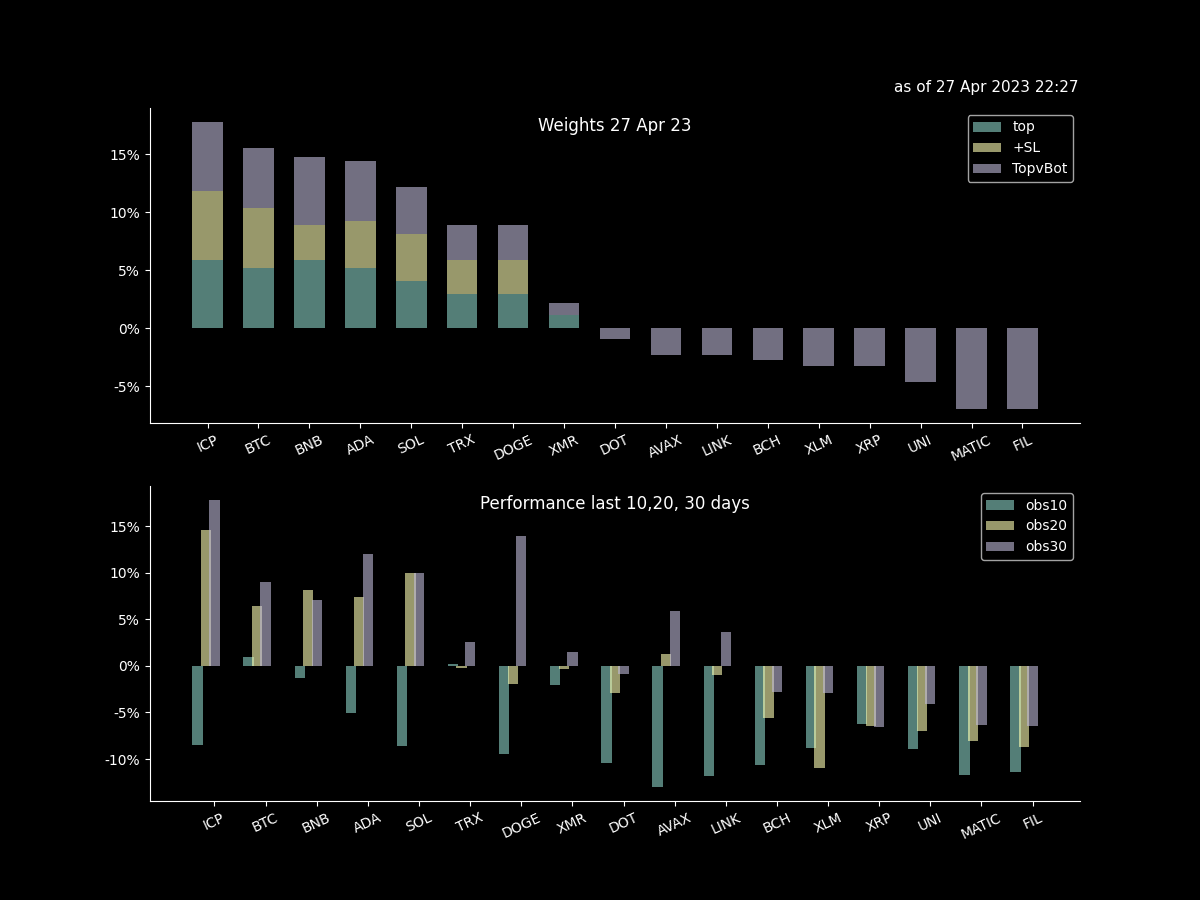 as of 27 Apr 2023 22:27
Weights 27 Apr 23
top
+SL
TopvBot
15%
10%
5%
0%
-5%
ICP BTC BNB ADA SOL TRX DOGE XMR DOT AVAX LINK BCH XLM XRP UNI MATIC FIL
Performance last 10,20, 30 days
obs10
obs20
obs30
15%
10%
5%
0%
-5%
-10%
ICP BTC BNB ADA SOL TRX DOGE XMR DOT AVAX LINK BCH XLM XRP UNI MATIC FIL